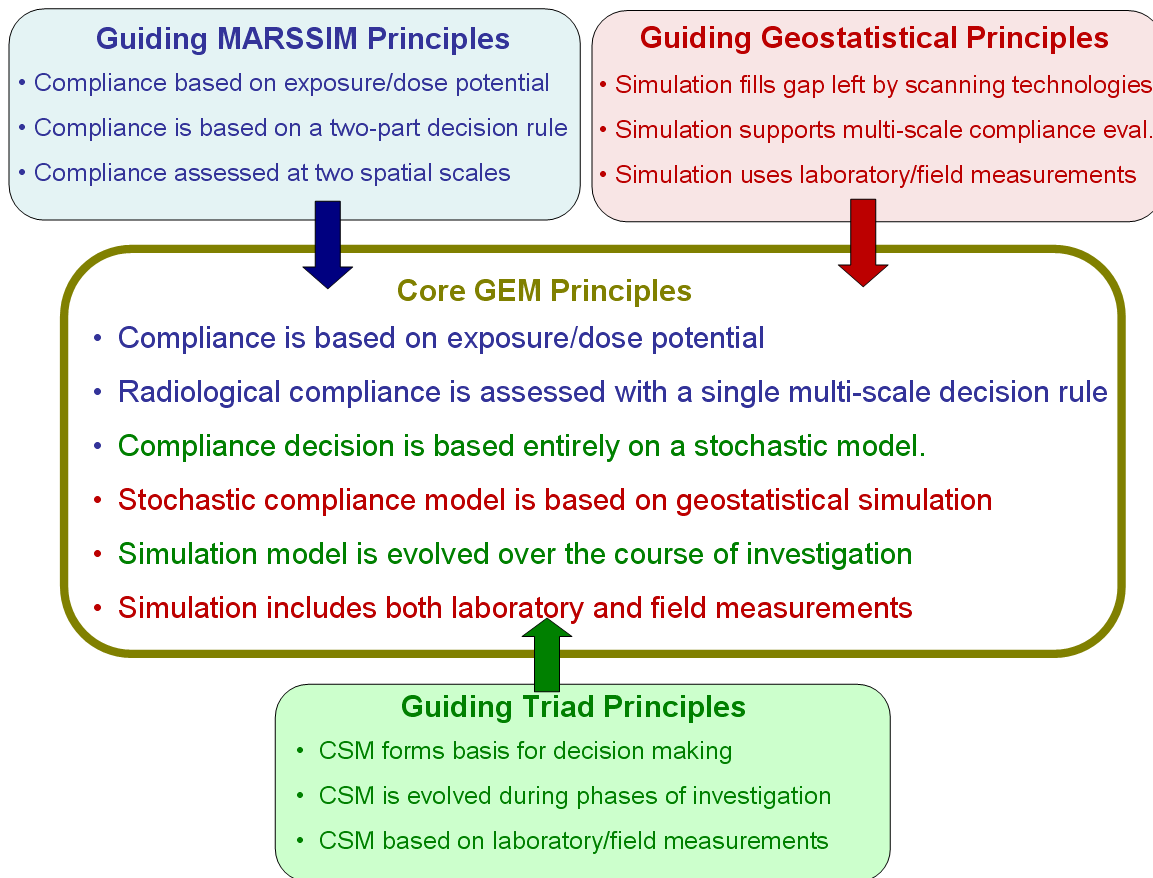 Guiding MARSSIM Principles
• Compliance based on exposure/dose potential
• Compliance is based on a two-part decision rule
• Compliance assessed at two spatial scales
Guiding Geostatistical Principles
• Simulation fills gap left by scanning technologies
• Simulation supports multi-scale compliance eval.
• Simulation uses laboratory/field measurements
Core GEM Principles
• Compliance is based on exposure/dose potential
• Radiological compliance is assessed with a single multi-scale decision rule
• Compliance decision is based entirely on a stochastic model.
• Stochastic compliance model is based on geostatistical simulation
• Simulation model is evolved over the course of investigation
• Simulation includes both laboratory and field measurements
Guiding Triad Principles
• CSM forms basis for decision making
• CSM is evolved during phases of investigation
• CSM based on laboratory/field measurements